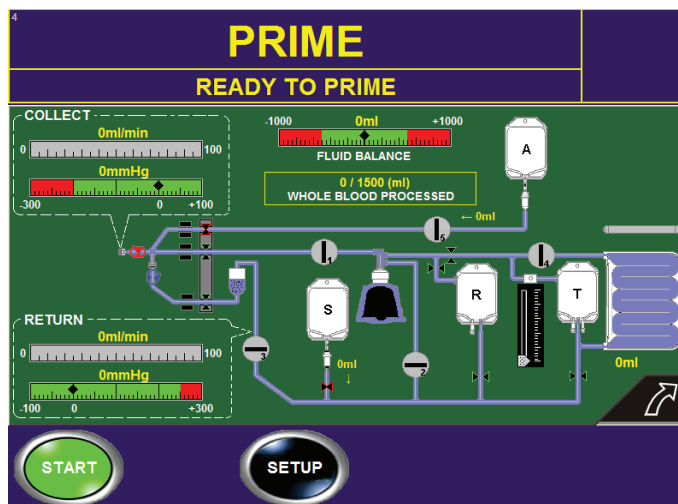 4
PRIME
READY TO PRIME
COLLECT
0ml/min
0 100
0mmHg
-300 0 +100
-1000 0ml +1000
FLUID BALANCE
0 / 1500 (ml)
WHOLE BLOOD PROCESSED
A
← 0ml
5
1
4
S
R
T
RETURN
0ml/min
0 100
0mmHg
-100 0 +300
3
0ml
↓
2
0ml
START
SETUP